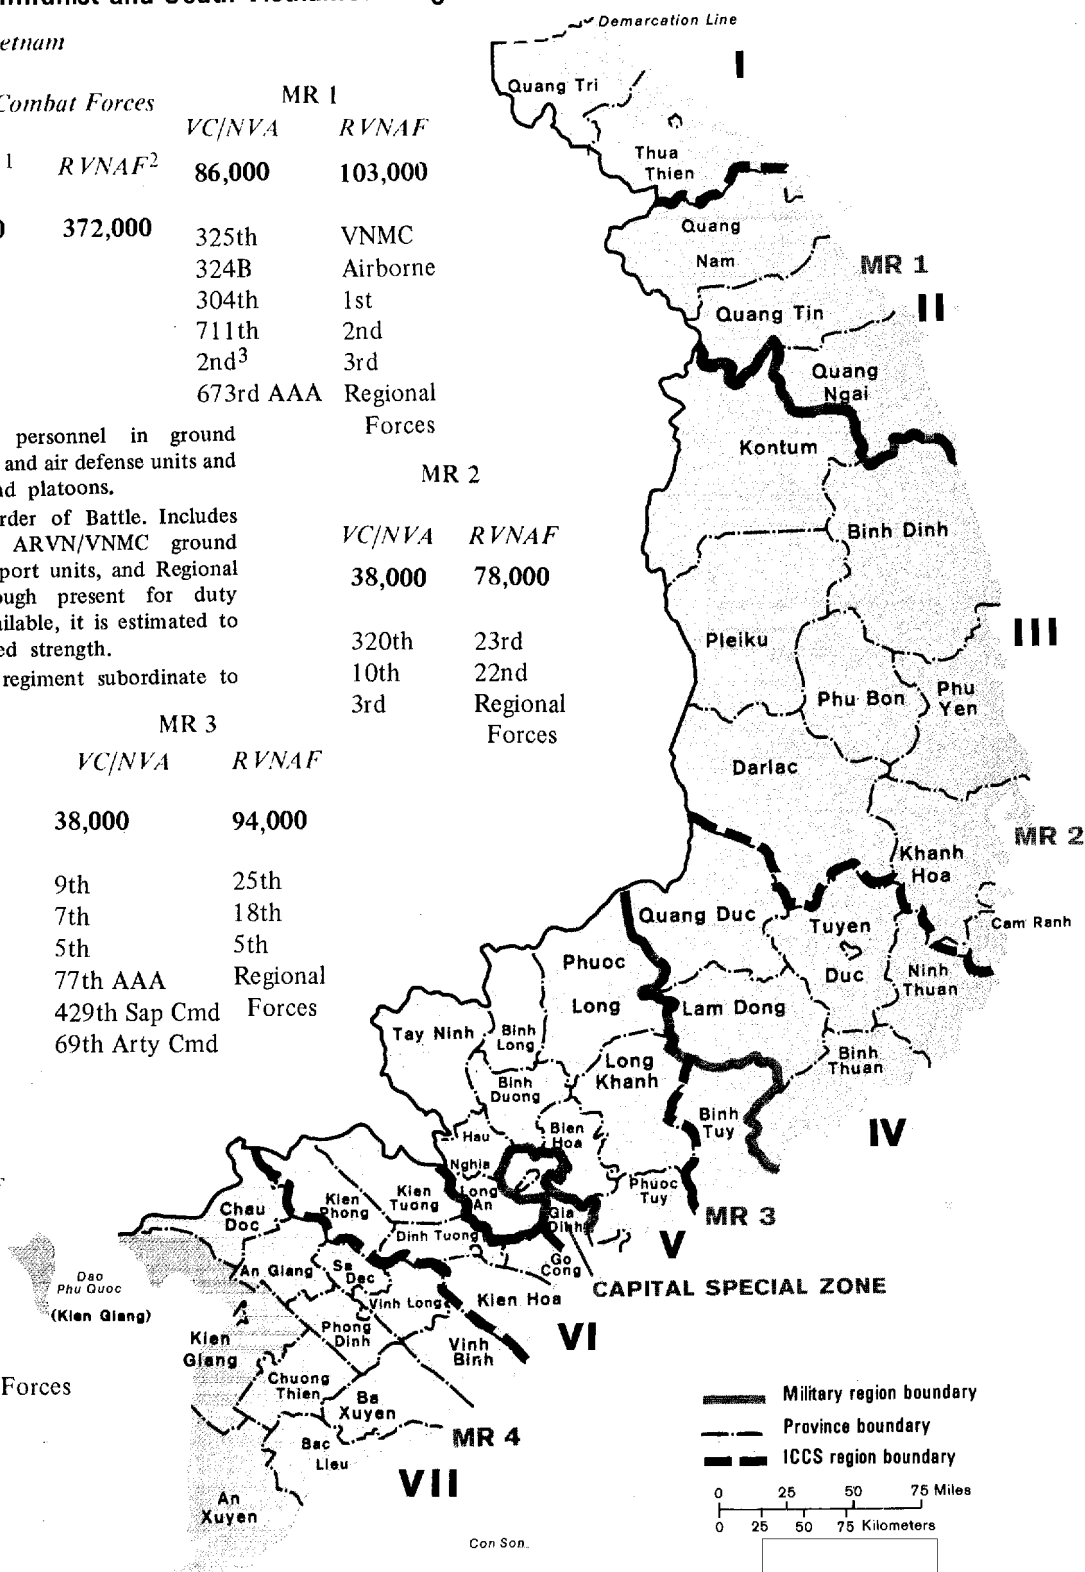 etnam
Combat Forces
1 RVNAF2
372,000
MR 1
VC/NVA RVNAF
86,000 103,000
325th VNMC
324B Airborne
304th 1st
711th 2nd
2nd3 3rd
673rd AAA Regional
Forces
personnel in ground
and air defense units and
platoons.
rder of Battle. Includes
ARVN/VNMC ground
port units, and Regional
ough present for duty
ailable, it is estimated to
ed strength.
regiment subordinate to
MR 2
VC/NVA RVNAF
38,000 78,000
320th 23rd
10th 22nd
3rd Regional
Forces
MR 3
VC/NVA RVNAF
38,000 94,000
9th 25th
7th 18th
5th 5th
77th AAA Regional
429th Sap Cmd Forces
69th Arty Cmd
Forces
Demarcation Line
I
Quang Tri
Thua
Thien
Quang
Nam
MR 1
Quang Tin
II
Quang
Ngai
Kontum
Binh Dinh
III
Pleiku
Phu Bon
Phu
Yen
Darlac
MR 2
Khanh
Hoa
Quang Duc
Tuyen
Duc
Cam Ranh
Phuoc
Long
Ninh
Thuan
Lam Dong
Tay Ninh
Binh
Long
Long
Khanh
Binh
Thuan
Binh
Duong
Binh
Tuy
IV
Hau
Nghia
Bien
Hoa
Phuoc
Tuy
MR 3
V
Chau
Doc
Kien
Phong
Kien
Tuong
Long
An
Gia
Dinh
Dinh Tuong
Go
Cong
CAPITAL SPECIAL ZONE
Dao
Phu Quoc
(Kien Giang)
An Giang
Sa
Dec
Vinh Long
Kien Hoa
VI
Kien
Giang
Phong
Dinh
Vinh
Binh
Chuong
Thien
Ba
Xuyen
MR 4
Bac
Lieu
VII
An
Xuyen
Con Son
Military region boundary
Province boundary
ICCS region boundary
0 25 50 75 Miles
0 25 50 75 Kilometers